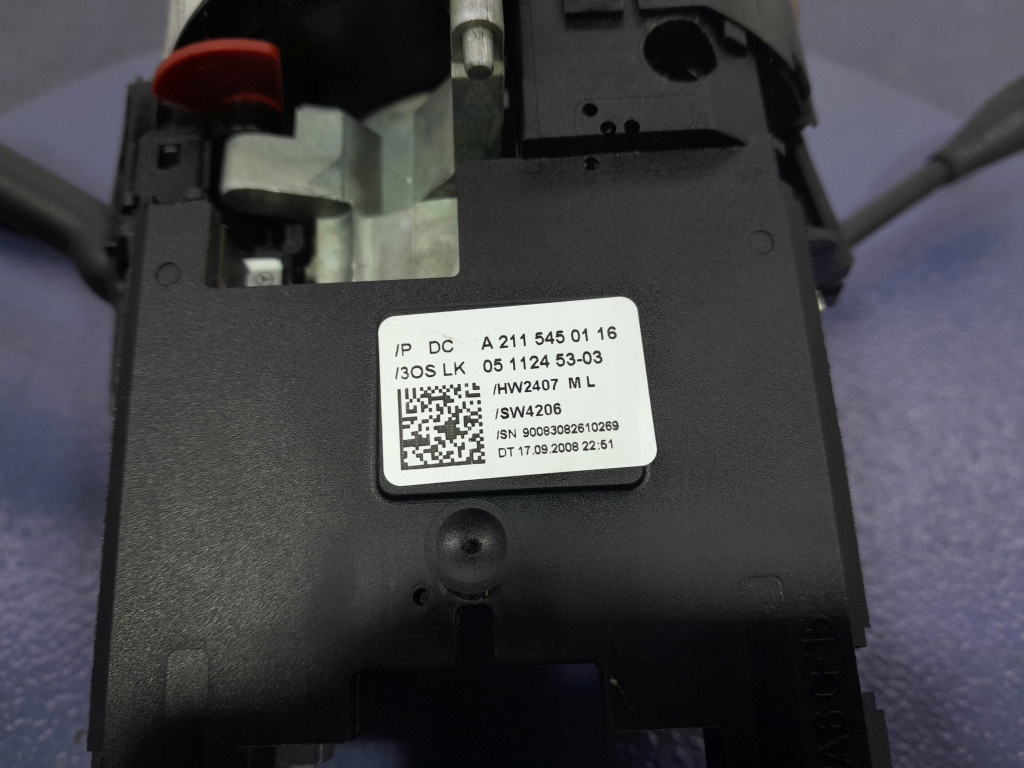 /P DC A 211 545 01 16
/3OS LK 05 1124 53-03
/HW2407 M L
/SW4206
/SN 90083082610269
DT 17.09.2008 22:51